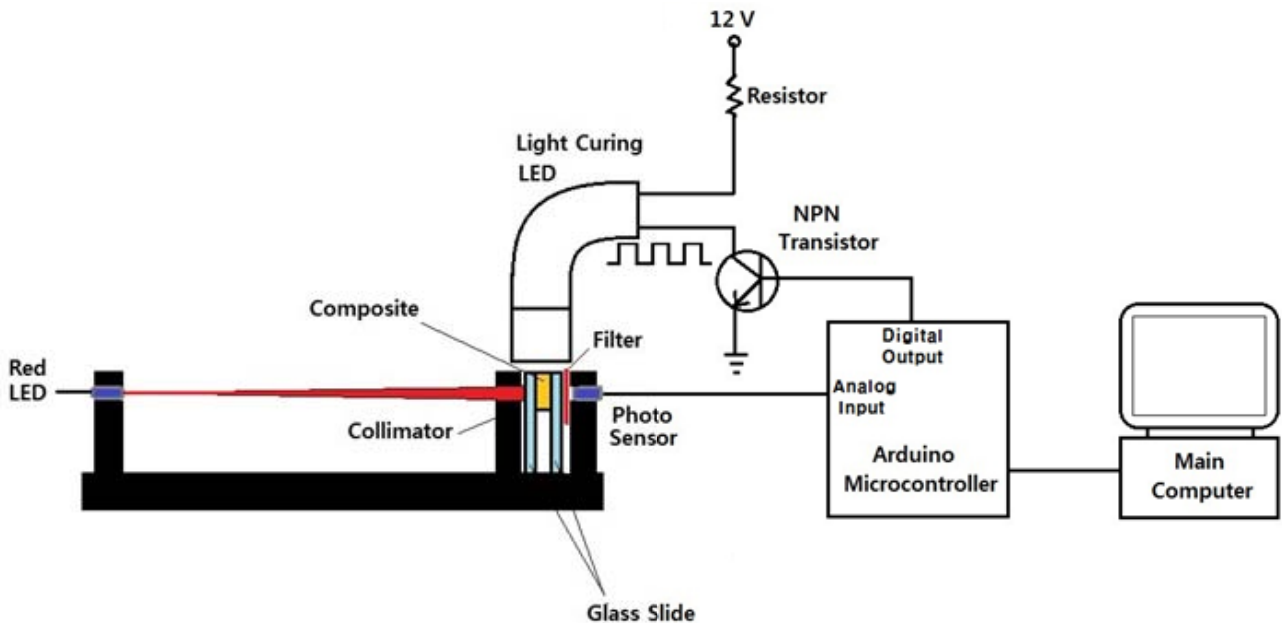 12 V
Resistor
Light Curing
LED
NPN
Transistor
Composite
Filter
Red
LED
Digital
Output
Analog
Input
Collimator
Photo
Sensor
Arduino
Microcontroller
Main
Computer
Glass Slide